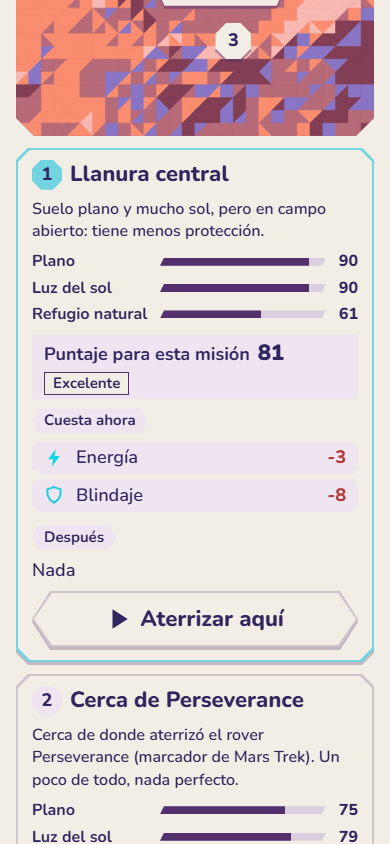 3
1 Llanura central
Suelo plano y mucho sol, pero en campo
abierto: tiene menos protección.
Plano 90
Luz del sol 90
Refugio natural 61
Puntaje para esta misión 81
Excelente
Cuesta ahora
Energía -3
Blindaje -8
Después
Nada
Aterrizar aquí
2 Cerca de Perseverance
Cerca de donde aterrizó el rover
Perseverance (marcador de Mars Trek). Un
poco de todo, nada perfecto.
Plano 75
Luz del sol 79